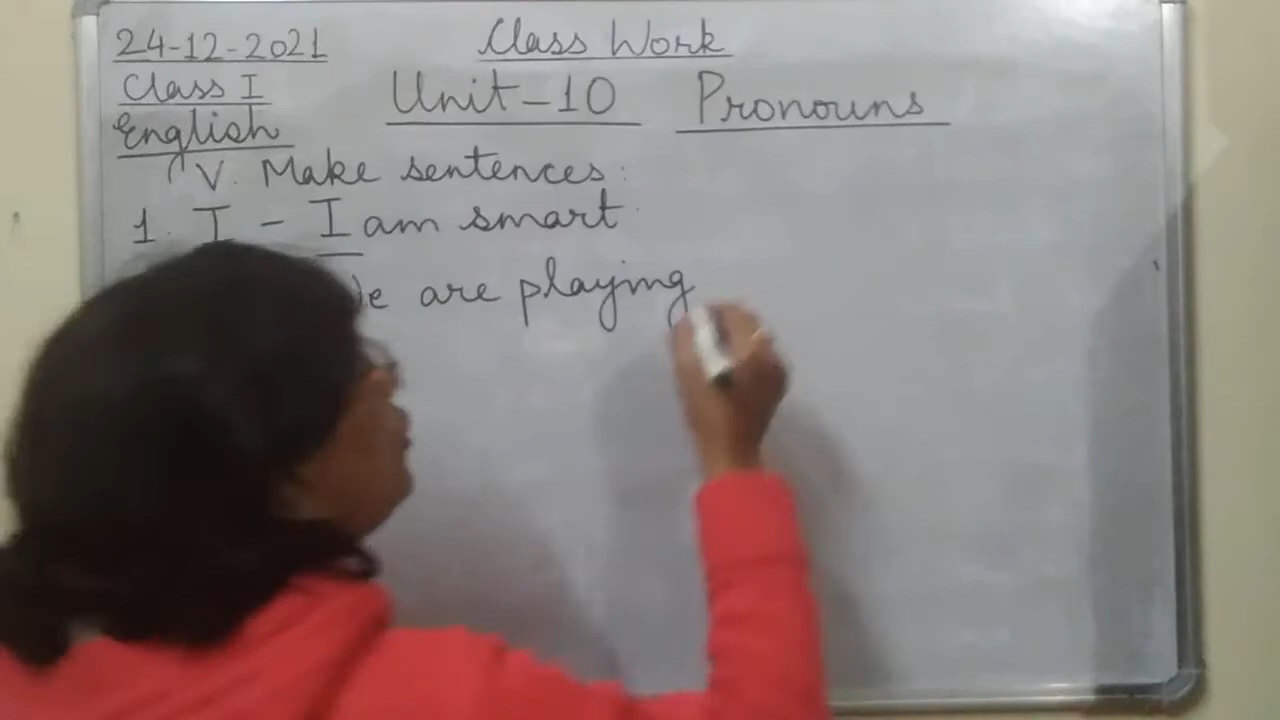 24-12-2021 Class Work
Class I Unit-10 Pronouns
English
V. Make sentences:
1. I - I am smart.
are playing